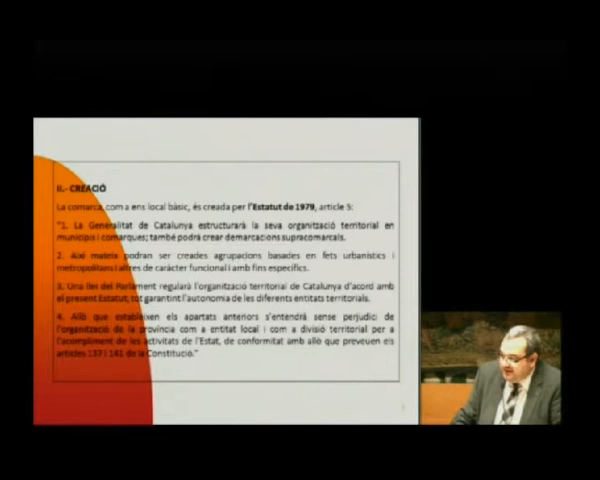 II.- CREACIÓ
La comarca, com a ens local bàsic, és creada per l'Estatut de 1979, article 5:
"1. La Generalitat de Catalunya estructurarà la seva organització territorial en
municipis i comarques; també podrà crear demarcacions supracomarcals.
2. Així mateix podran ser creades agrupacions basades en fets urbanístics i
metropolitans i altres de caràcter funcional i amb fins específics.
3. Una llei del Parlament regularà l'organització territorial de Catalunya d'acord amb
el present Estatut, tot garantint l'autonomia de les diferents entitats territorials.
4. Allò que estableixen els apartats anteriors s'entendrà sense perjudici de
l'organització de la província com a entitat local i com a divisió territorial per a
l'acompliment de les activitats de l'Estat, de conformitat amb allò que preveuen els
articles 137 i 141 de la Constitució."